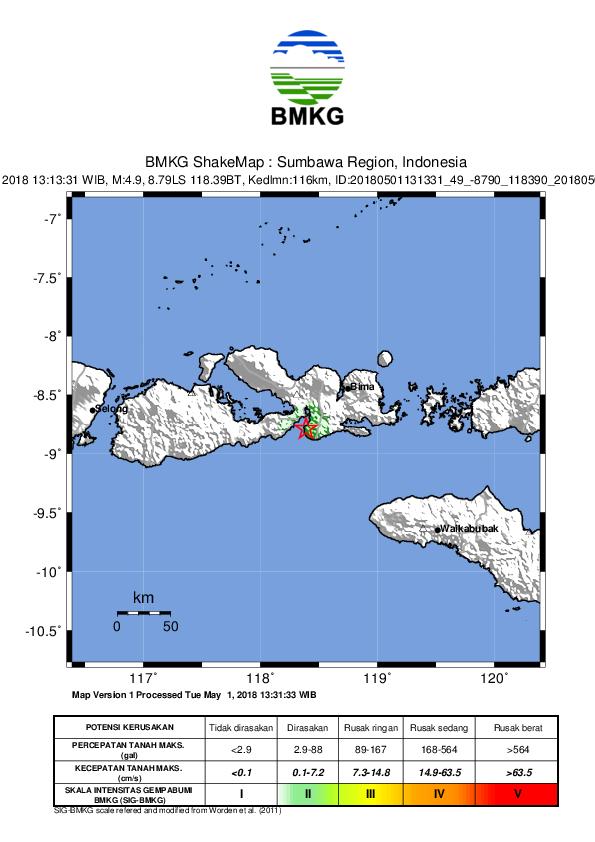 BMKG
BMKG ShakeMap : Sumbawa Region, Indonesia
2018 13:13:31 WIB, M:4.9, 8.79LS 118.39BT, Kedlmn:116km, ID:20180501131331_49_-8790_118390_201805
-7˚
-7.5˚
-8˚
-8.5˚
-9˚
-9.5˚
-10˚
-10.5˚
Bima
Selong
Waikabubak
km
0 50
117˚ 118˚ 119˚ 120˚
Map Version 1 Processed Tue May 1, 2018 13:31:33 WIB
POTENSI KERUSAKAN Tidak dirasakan Dirasakan Rusak ringan Rusak sedang Rusak berat
PERCEPATAN TANAH MAKS. (gal) <2.9 2.9-88 89-167 168-564 >564
KECEPATAN TANAH MAKS. (cm/s) <0.1 0.1-7.2 7.3-14.8 14.9-63.5 >63.5
SKALA INTENSITAS GEMPABUMI BMKG (SIG-BMKG) I II III IV V
SIG-BMKG scale refered and modified from Worden et. al. (2011)